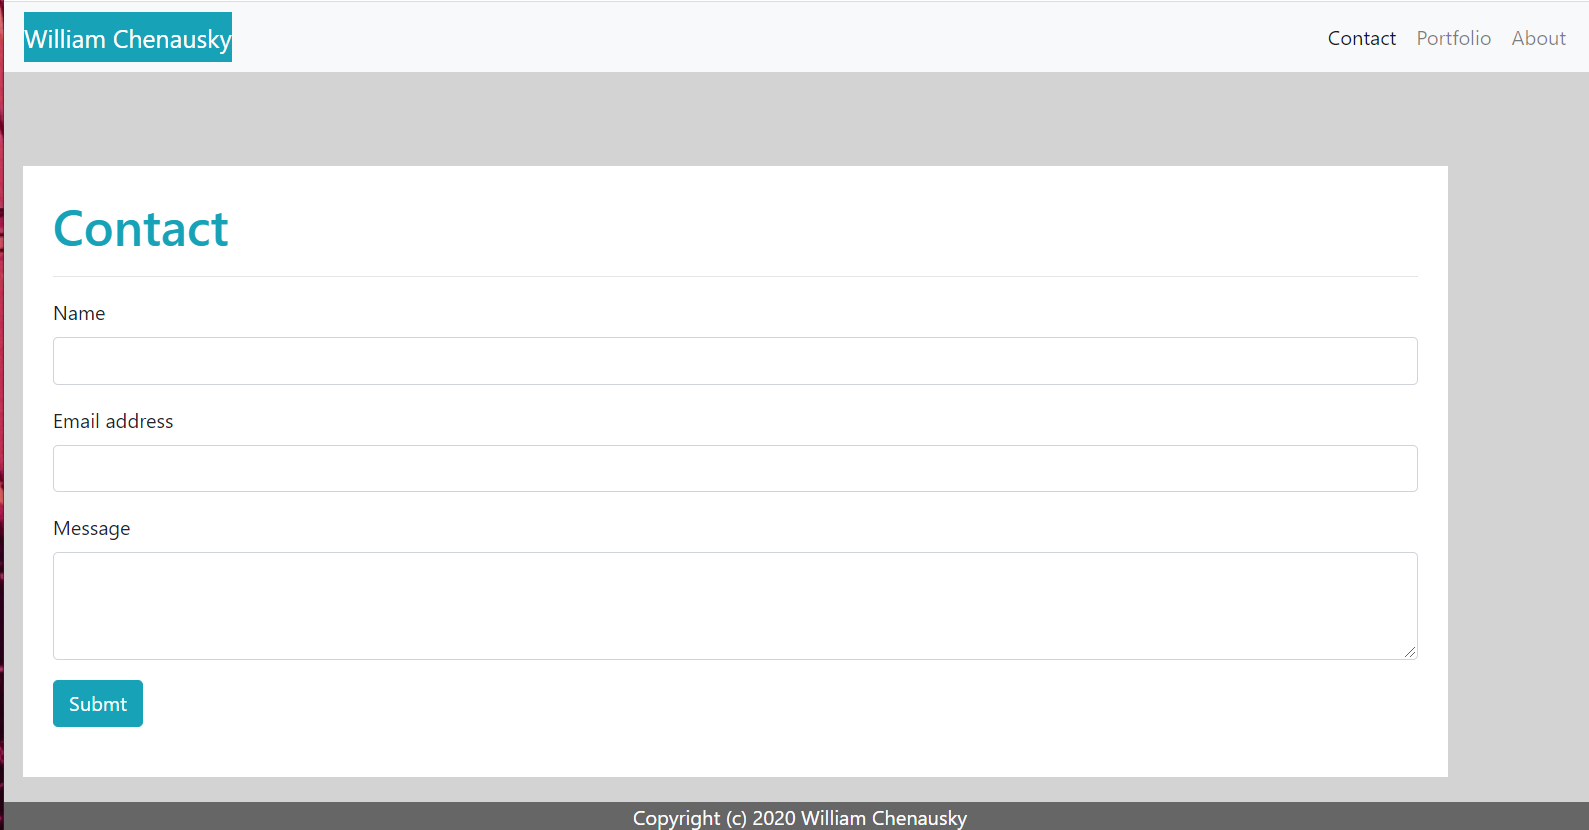 William Chenausky
Contact Portfolio About
Contact
Name
Email address
Message
Submt
Copyright (c) 2020 William Chenausky